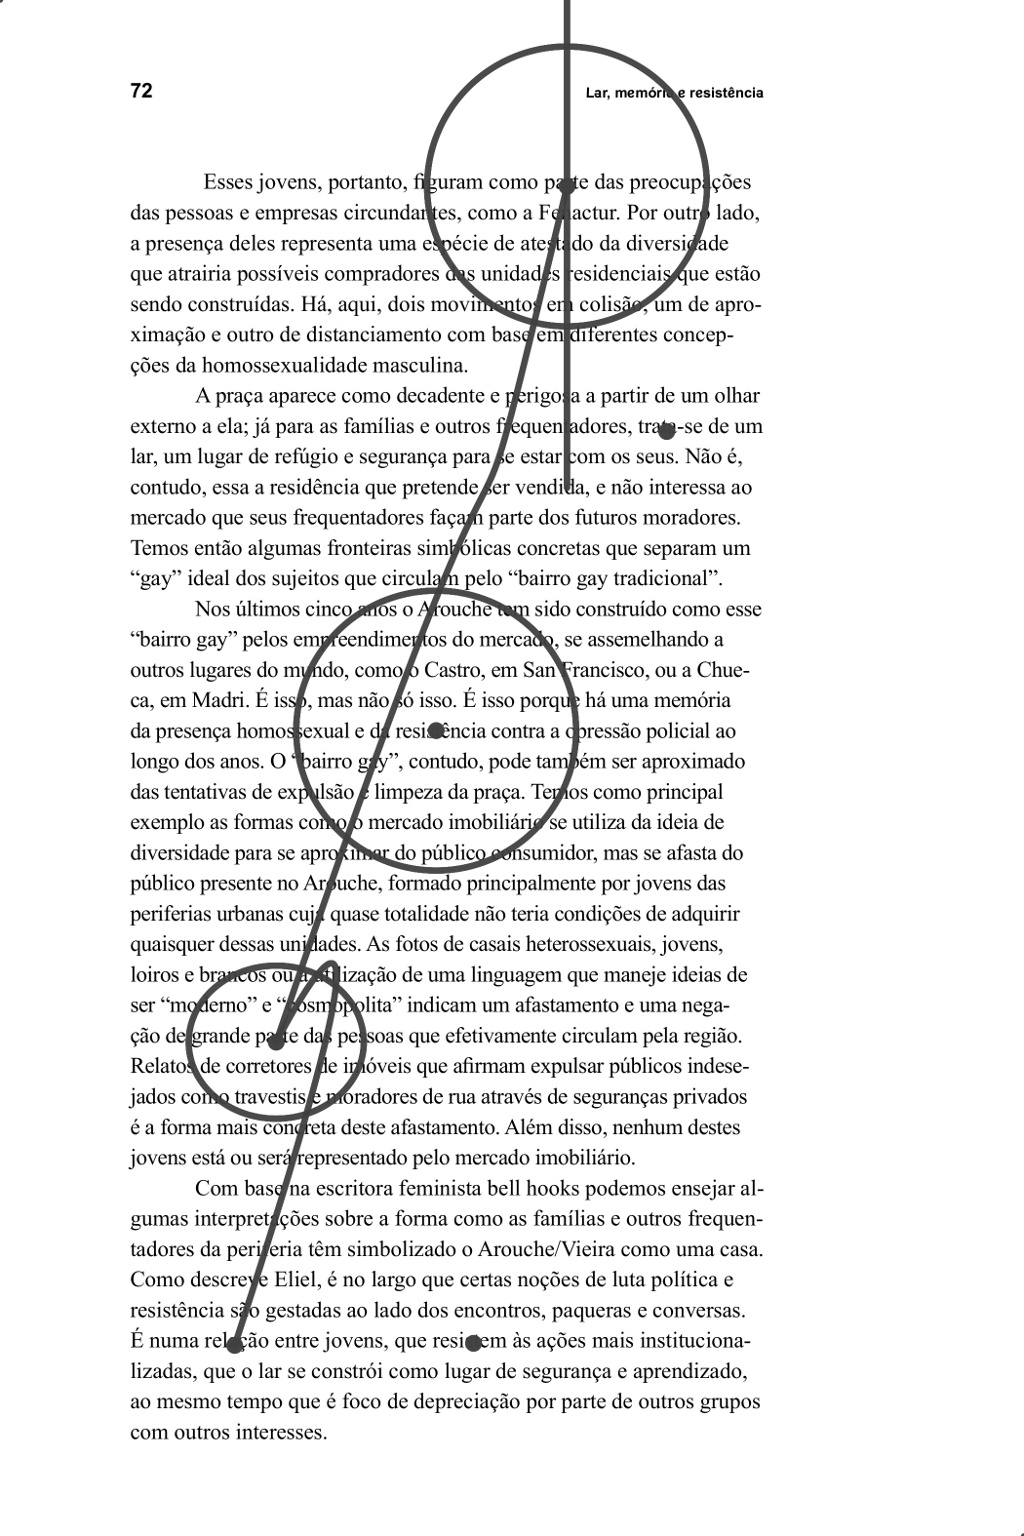 72
Lar, memória e resistência
Esses jovens, portanto, figuram como parte das preocupações
das pessoas e empresas circundantes, como a Fenactur. Por outro lado,
a presença deles representa uma espécie de atestado da diversidade
que atrairia possíveis compradores das unidades residenciais que estão
sendo construídas. Há, aqui, dois movimentos em colisão, um de apro-
ximação e outro de distanciamento com base em diferentes concep-
ções da homossexualidade masculina.
A praça aparece como decadente e perigosa a partir de um olhar
externo a ela; já para as famílias e outros frequentadores, trata-se de um
lar, um lugar de refúgio e segurança para se estar com os seus. Não é,
contudo, essa a residência que pretende ser vendida, e não interessa ao
mercado que seus frequentadores façam parte dos futuros moradores.
Temos então algumas fronteiras simbólicas concretas que separam um
“gay” ideal dos sujeitos que circulam pelo “bairro gay tradicional”.
Nos últimos cinco anos o Arouche tem sido construído como esse
“bairro gay” pelos empreendimentos do mercado, se assemelhando a
outros lugares do mundo, como o Castro, em San Francisco, ou a Chue-
ca, em Madri. É isso, mas não só isso. É isso porque há uma memória
da presença homossexual e da resistência contra a opressão policial ao
longo dos anos. O “bairro gay”, contudo, pode também ser aproximado
das tentativas de expulsão e limpeza da praça. Temos como principal
exemplo as formas como o mercado imobiliário se utiliza da ideia de
diversidade para se aproximar do público consumidor, mas se afasta do
público presente no Arouche, formado principalmente por jovens das
periferias urbanas cuja quase totalidade não teria condições de adquirir
quaisquer dessas unidades. As fotos de casais heterossexuais, jovens,
loiros e brancos ou a utilização de uma linguagem que maneje ideias de
ser “moderno” e “cosmopolita” indicam um afastamento e uma nega-
ção de grande parte das pessoas que efetivamente circulam pela região.
Relatos de corretores de imóveis que afirmam expulsar públicos indese-
jados como travestis e moradores de rua através de seguranças privados
é a forma mais concreta deste afastamento. Além disso, nenhum destes
jovens está ou será representado pelo mercado imobiliário.
Com base na escritora feminista bell hooks podemos ensejar al-
gumas interpretações sobre a forma como as famílias e outros frequen-
tadores da periferia têm simbolizado o Arouche/Vieira como uma casa.
Como descreve Eliel, é no largo que certas noções de luta política e
resistência são gestadas ao lado dos encontros, paqueras e conversas.
É numa relação entre jovens, que resistem às ações mais instituciona-
lizadas, que o lar se constrói como lugar de segurança e aprendizado,
ao mesmo tempo que é foco de depreciação por parte de outros grupos
com outros interesses.